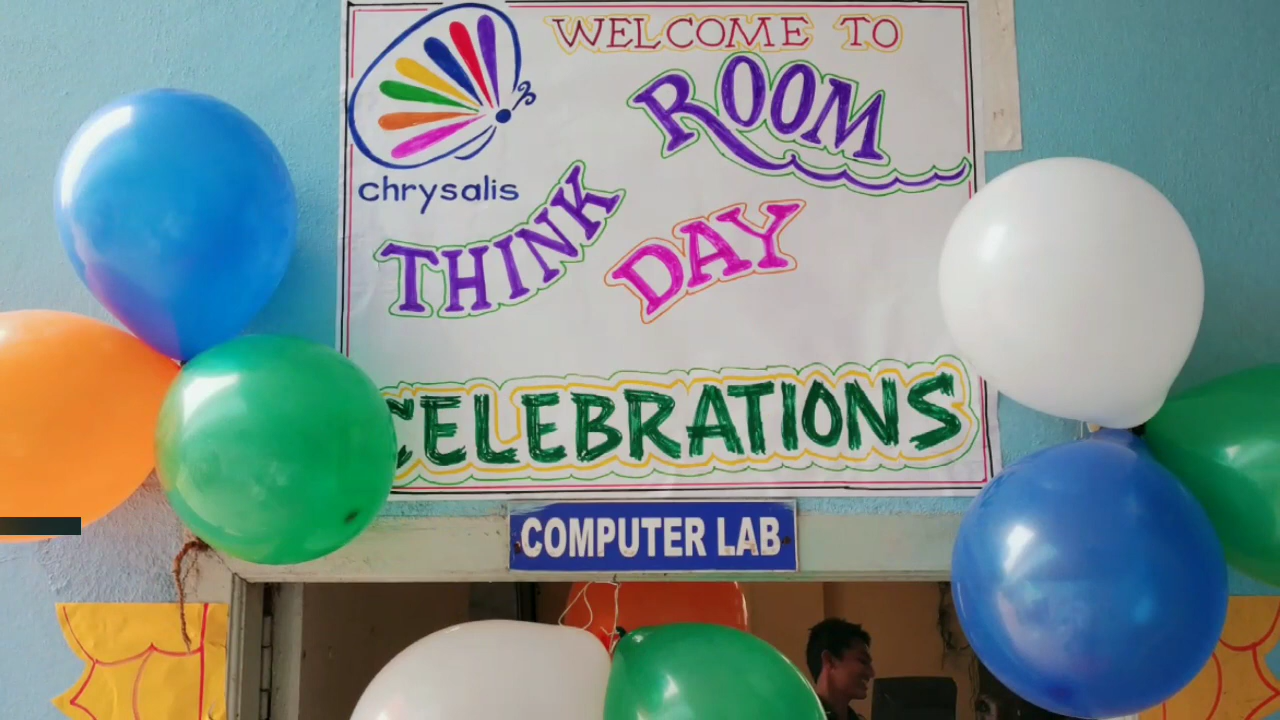 WELCOME TO
chrysalis
ROOM
THINK
DAY
CELEBRATIONS
COMPUTER LAB